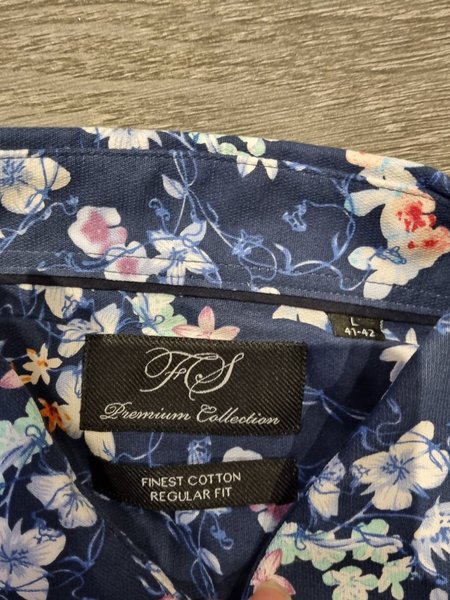 L
41-42
FS
Premium Collection
FINEST COTTON
REGULAR FIT